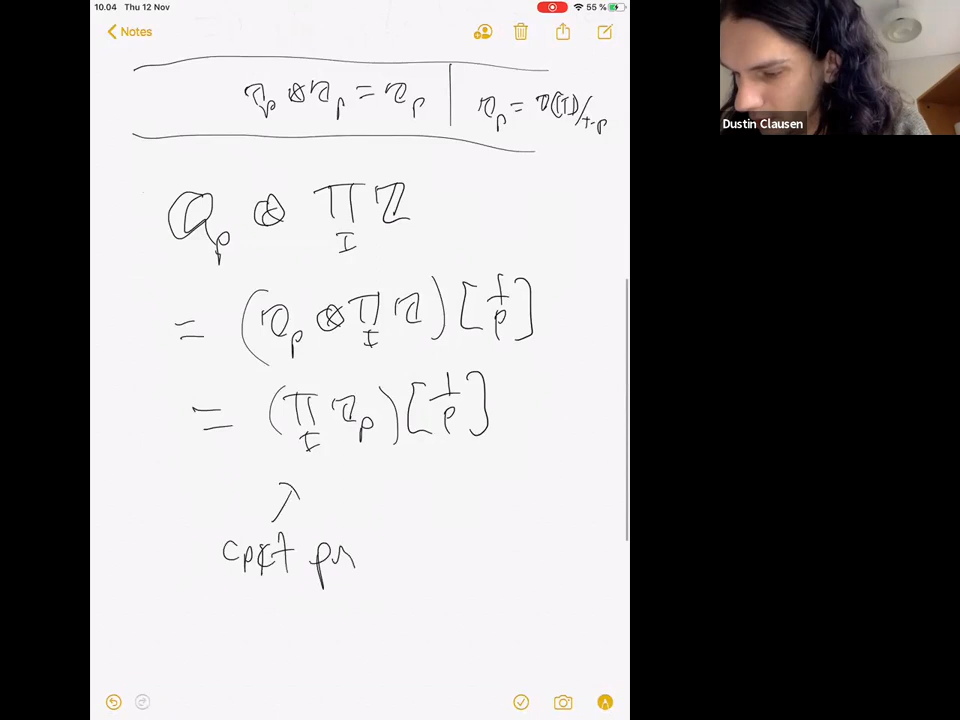 10.04 Thu 12 Nov
55 %
Notes
ℤ_p ⊗ ℤ_p = ℤ_p | ℤ_p = ℤ[[T]]/T-p
ℚ_p ⊗ ∏_I ℤ
= (ℤ_p ⊗ ∏_I ℤ) [1/p]
= (∏_I ℤ_p) [1/p]
↗
cpct pr
Dustin Clausen